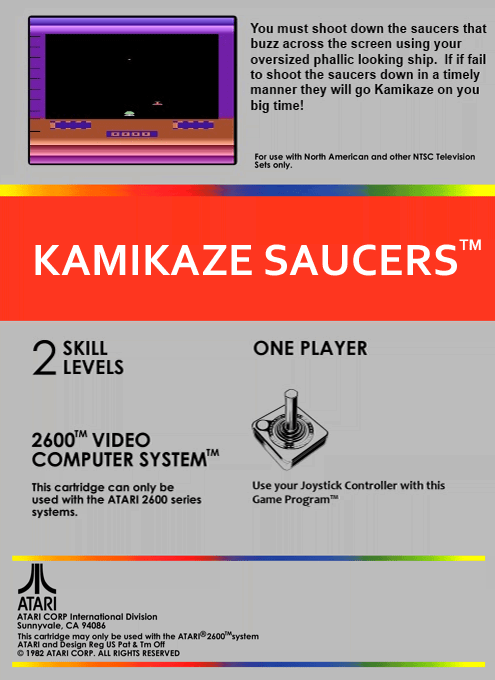 You must shoot down the saucers that
buzz across the screen using your
oversized phallic looking ship.  If if fail
to shoot the saucers down in a timely
manner they will go Kamikaze on you
big time!
For use with North American and other NTSC Television
Sets only.
KAMIKAZE SAUCERS™
2 SKILL
LEVELS
ONE PLAYER
2600™ VIDEO
COMPUTER SYSTEM™
This cartridge can only be
used with the ATARI 2600 series
systems.
Use your Joystick Controller with this
Game Program™
ATARI
ATARI CORP International Division
Sunnyvale, CA 94086
This cartridge may only be used with the ATARI® 2600™ system
ATARI and Design Reg US Pat & Tm Off
© 1982 ATARI CORP. ALL RIGHTS RESERVED